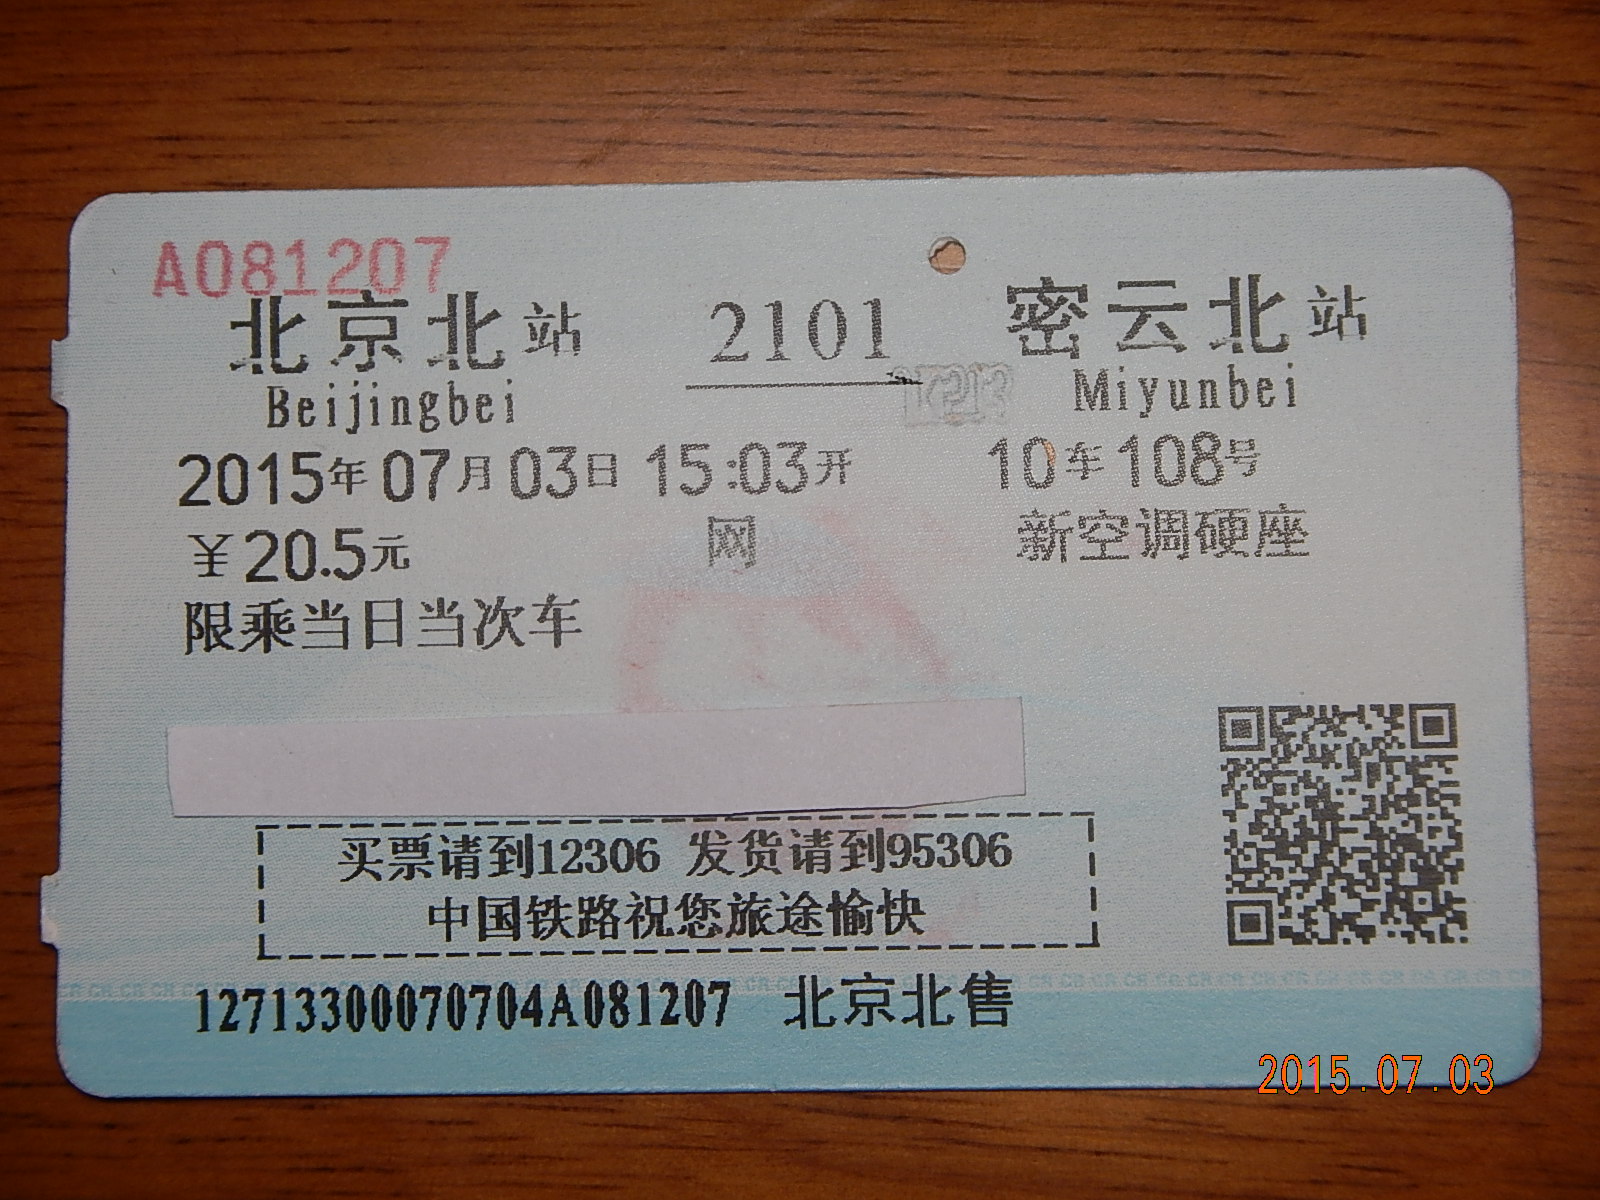 A081207
北京北站 2101 密云北站
Beijingbei Miyunbei
2015年07月03日 15:03开 10车108号
¥20.5元 网 新空调硬座
限乘当日当次车
买票请到12306 发货请到95306
中国铁路祝您旅途愉快
12713300070704A081207 北京北售
2015.07.03